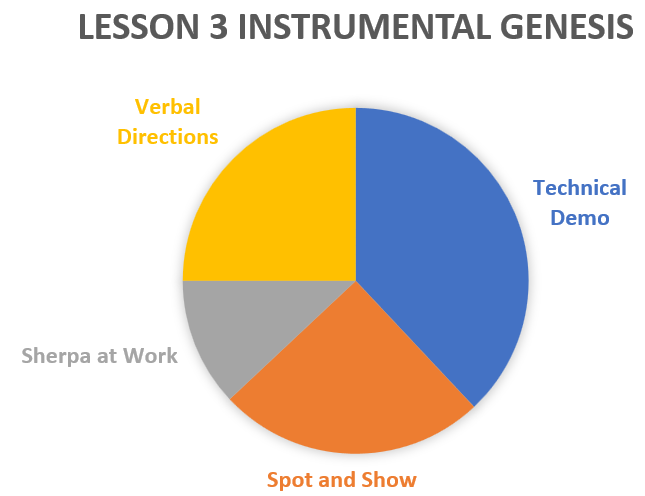 LESSON 3 INSTRUMENTAL GENESIS
Verbal
Directions
Technical
Demo
Sherpa at Work
Spot and Show